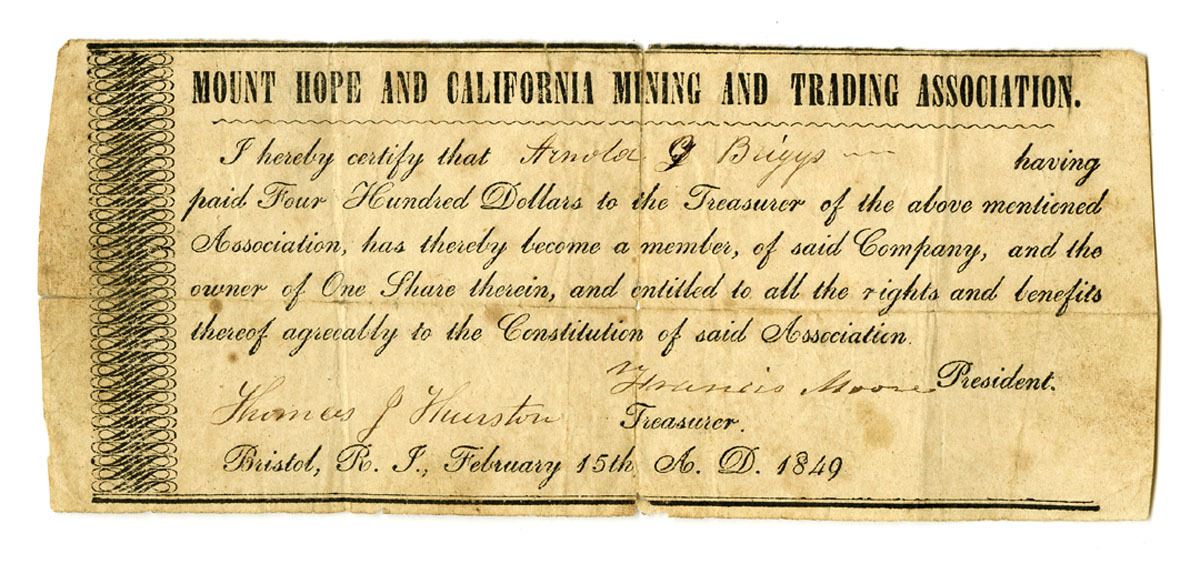 MOUNT HOPE AND CALIFORNIA MINING AND TRADING ASSOCIATION.
I hereby certify that Arnold G Briggs having
paid Four Hundred Dollars to the Treasurer of the above mentioned
Association, has thereby become a member, of said Company, and the
owner of One Share therein, and entitled to all the rights and benefits
thereof agreeably to the Constitution of said Association.
Francis Moore President.
Thomas J Thurston Treasurer.
Bristol, R. I., February 15th A. D. 1849